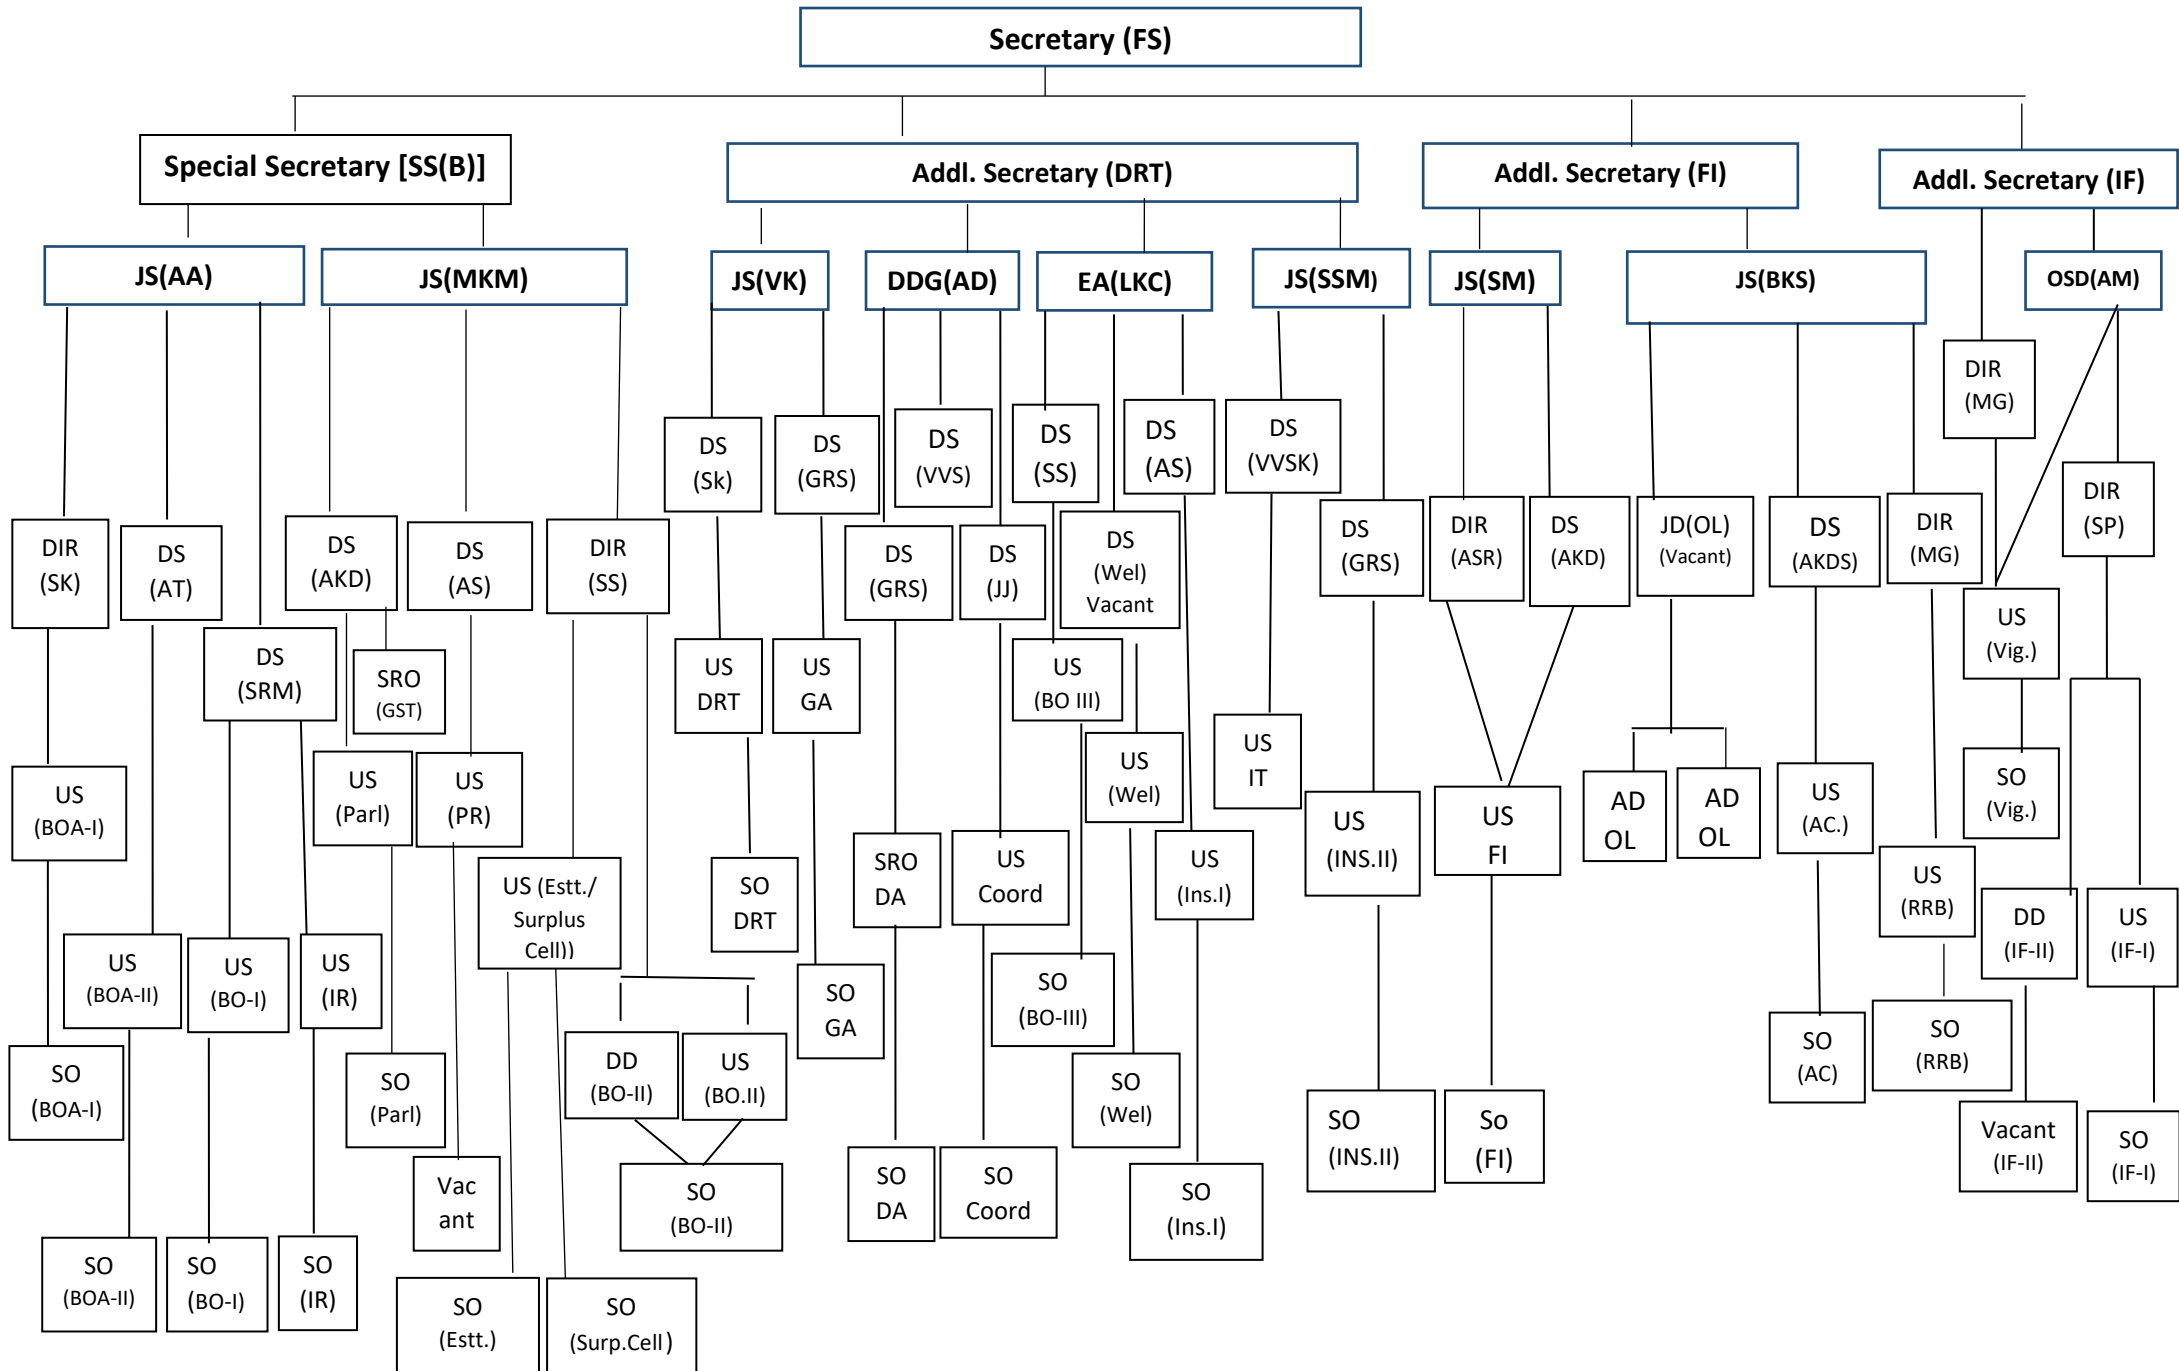 Secretary (FS)
Special Secretary [SS(B)]
Addl. Secretary (DRT)
Addl. Secretary (FI)
Addl. Secretary (IF)
JS(AA)
JS(MKM)
JS(VK)
DDG(AD)
EA(LKC)
JS(SSM)
JS(SM)
JS(BKS)
OSD(AM)
DIR
(MG)
DS
(Sk)
DS
(GRS)
DS
(VVS)
DS
(SS)
DS
(AS)
DS
(VVSK)
DIR
(SP)
DIR
(SK)
DS
(AT)
DS
(AKD)
DS
(AS)
DIR
(SS)
DS
(GRS)
DS
(JJ)
DS
(Wel)
Vacant
DS
(GRS)
DIR
(ASR)
DS
(AKD)
JD(OL)
(Vacant)
DS
(AKDS)
DIR
(MG)
US
(Vig.)
DS
(SRM)
SRO
(GST)
US
DRT
US
GA
US
(BO III)
US
(Wel)
US
IT
SO
(Vig.)
US
(BOA-I)
US
(Parl)
US
(PR)
US
(INS.II)
US
FI
AD
OL
AD
OL
US
(AC.)
US (Estt./
Surplus
Cell))
SO
DRT
SRO
DA
US
Coord
US
(Ins.I)
US
(RRB)
DD
(IF-II)
US
(IF-I)
US
(BOA-II)
US
(BO-I)
US
(IR)
SO
GA
SO
(BO-III)
SO
(AC)
SO
(RRB)
SO
(BOA-I)
SO
(Parl)
DD
(BO-II)
US
(BO.II)
SO
(Wel)
SO
(INS.II)
So
(FI)
Vacant
(IF-II)
SO
(IF-I)
Vac
ant
SO
(BO-II)
SO
DA
SO
Coord
SO
(Ins.I)
SO
(BOA-II)
SO
(BO-I)
SO
(IR)
SO
(Estt.)
SO
(Surp.Cell)